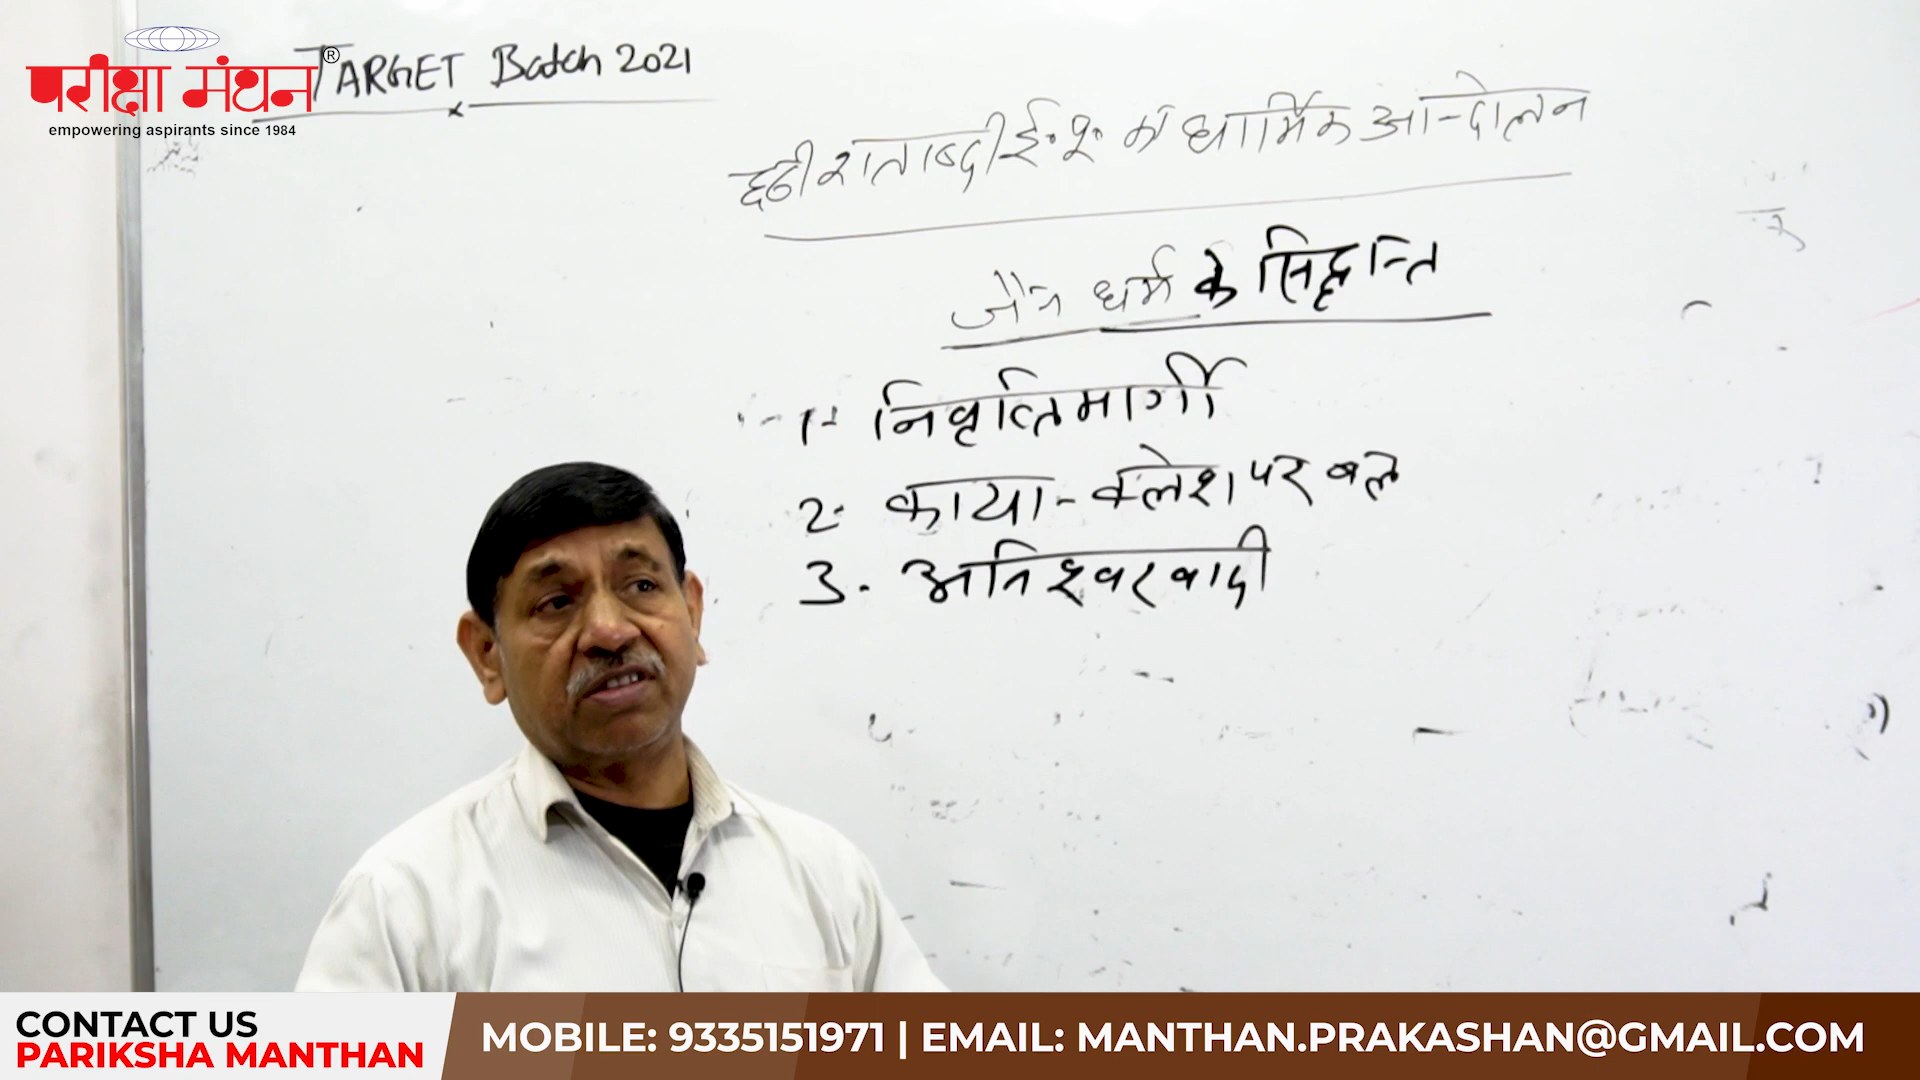 परीक्षा मंथन®
empowering aspirants since 1984
TARGET Batch 2021
छठी शताब्दी ई॰पू॰ के धार्मिक आन्दोलन
जैन धर्म के सिद्धान्त
1- निवृत्तिमार्गी
2- काया-क्लेश पर बल
3. अनिश्वरवादी
CONTACT US
PARIKSHA MANTHAN
MOBILE: 9335151971 | EMAIL: MANTHAN.PRAKASHAN@GMAIL.COM